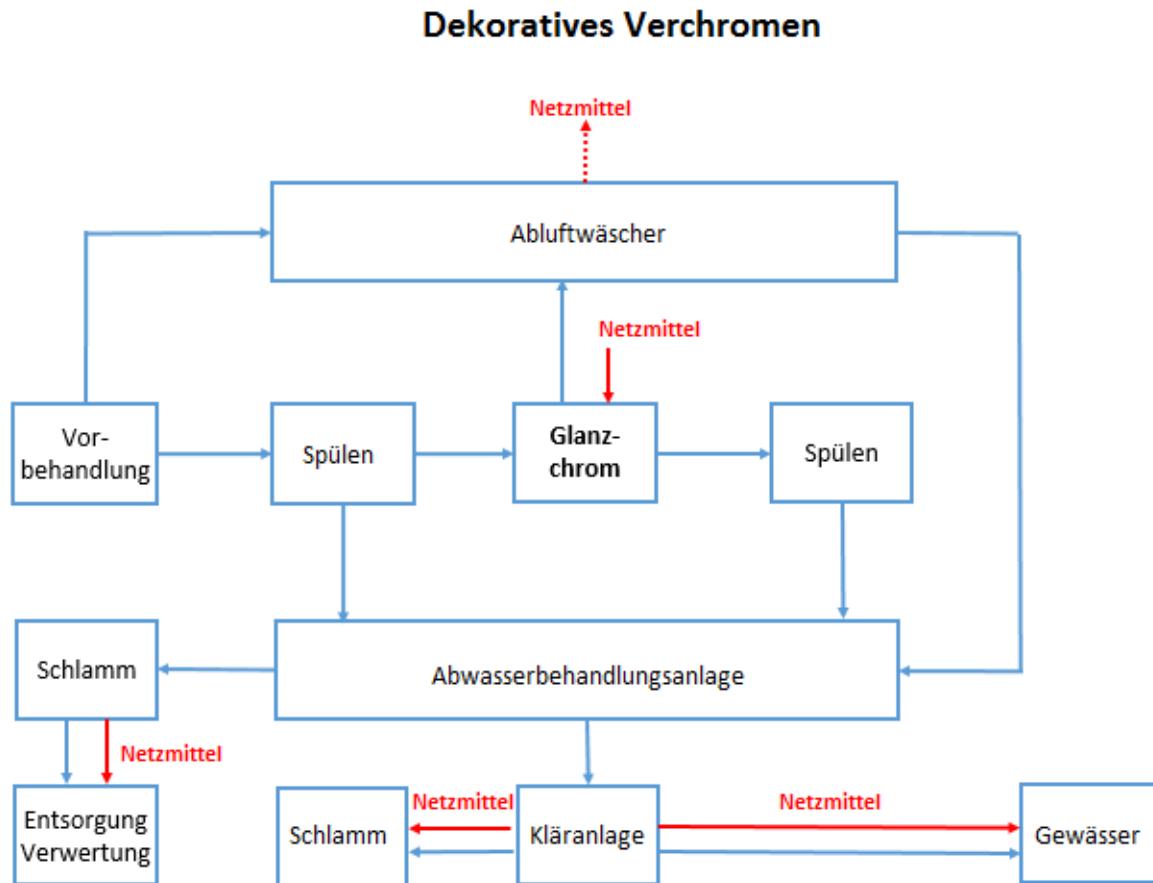 Dekoratives Verchromen
Netzmittel
Abluftwäscher
Netzmittel
Vor-
behandlung
Spülen
Glanz-
chrom
Spülen
Schlamm
Abwasserbehandlungsanlage
Netzmittel
Entsorgung
Verwertung
Schlamm
Netzmittel
Kläranlage
Netzmittel
Gewässer